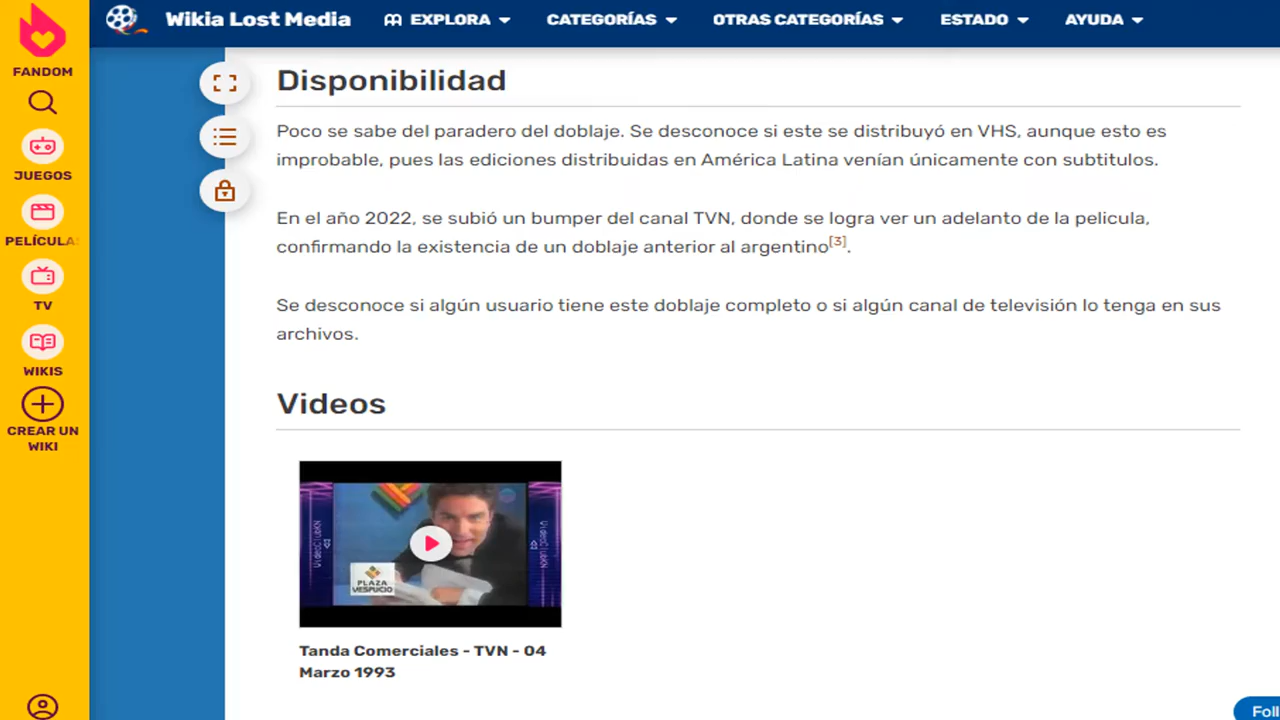 Wikia Lost Media EXPLORA CATEGORÍAS OTRAS CATEGORÍAS ESTADO AYUDA
FANDOM
JUEGOS
PELÍCULAS
TV
WIKIS
CREAR UN
WIKI
Disponibilidad
Poco se sabe del paradero del doblaje. Se desconoce si este se distribuyó en VHS, aunque esto es
improbable, pues las ediciones distribuidas en América Latina venían únicamente con subtitulos.
En el año 2022, se subió un bumper del canal TVN, donde se logra ver un adelanto de la pelicula,
confirmando la existencia de un doblaje anterior al argentino[3].
Se desconoce si algún usuario tiene este doblaje completo o si algún canal de televisión lo tenga en sus
archivos.
Videos
VideoClubKN
VideoClubKN
PLAZA
VESPUCIO
Tanda Comerciales - TVN - 04
Marzo 1993
Foll